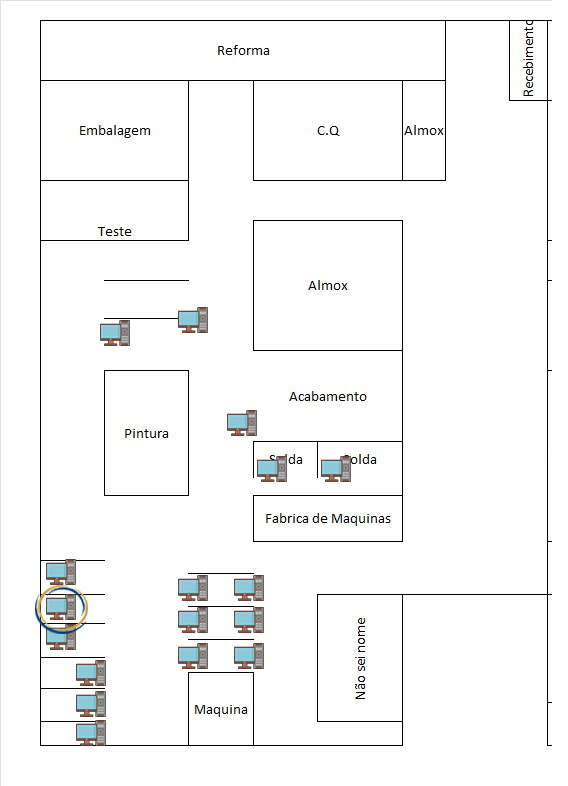 Recebimento
Reforma
Embalagem
C.Q
Almox
Teste
Almox
Acabamento
Pintura
Solda
Solda
Fabrica de Maquinas
Não sei nome
Maquina